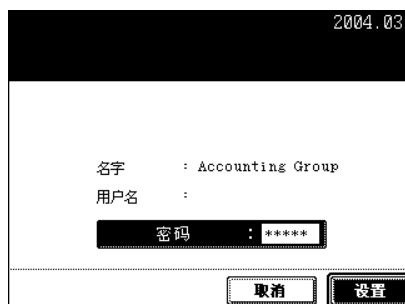 2004.03
名字 : Accounting Group
用户名 :
密码 : *****
取消 设置